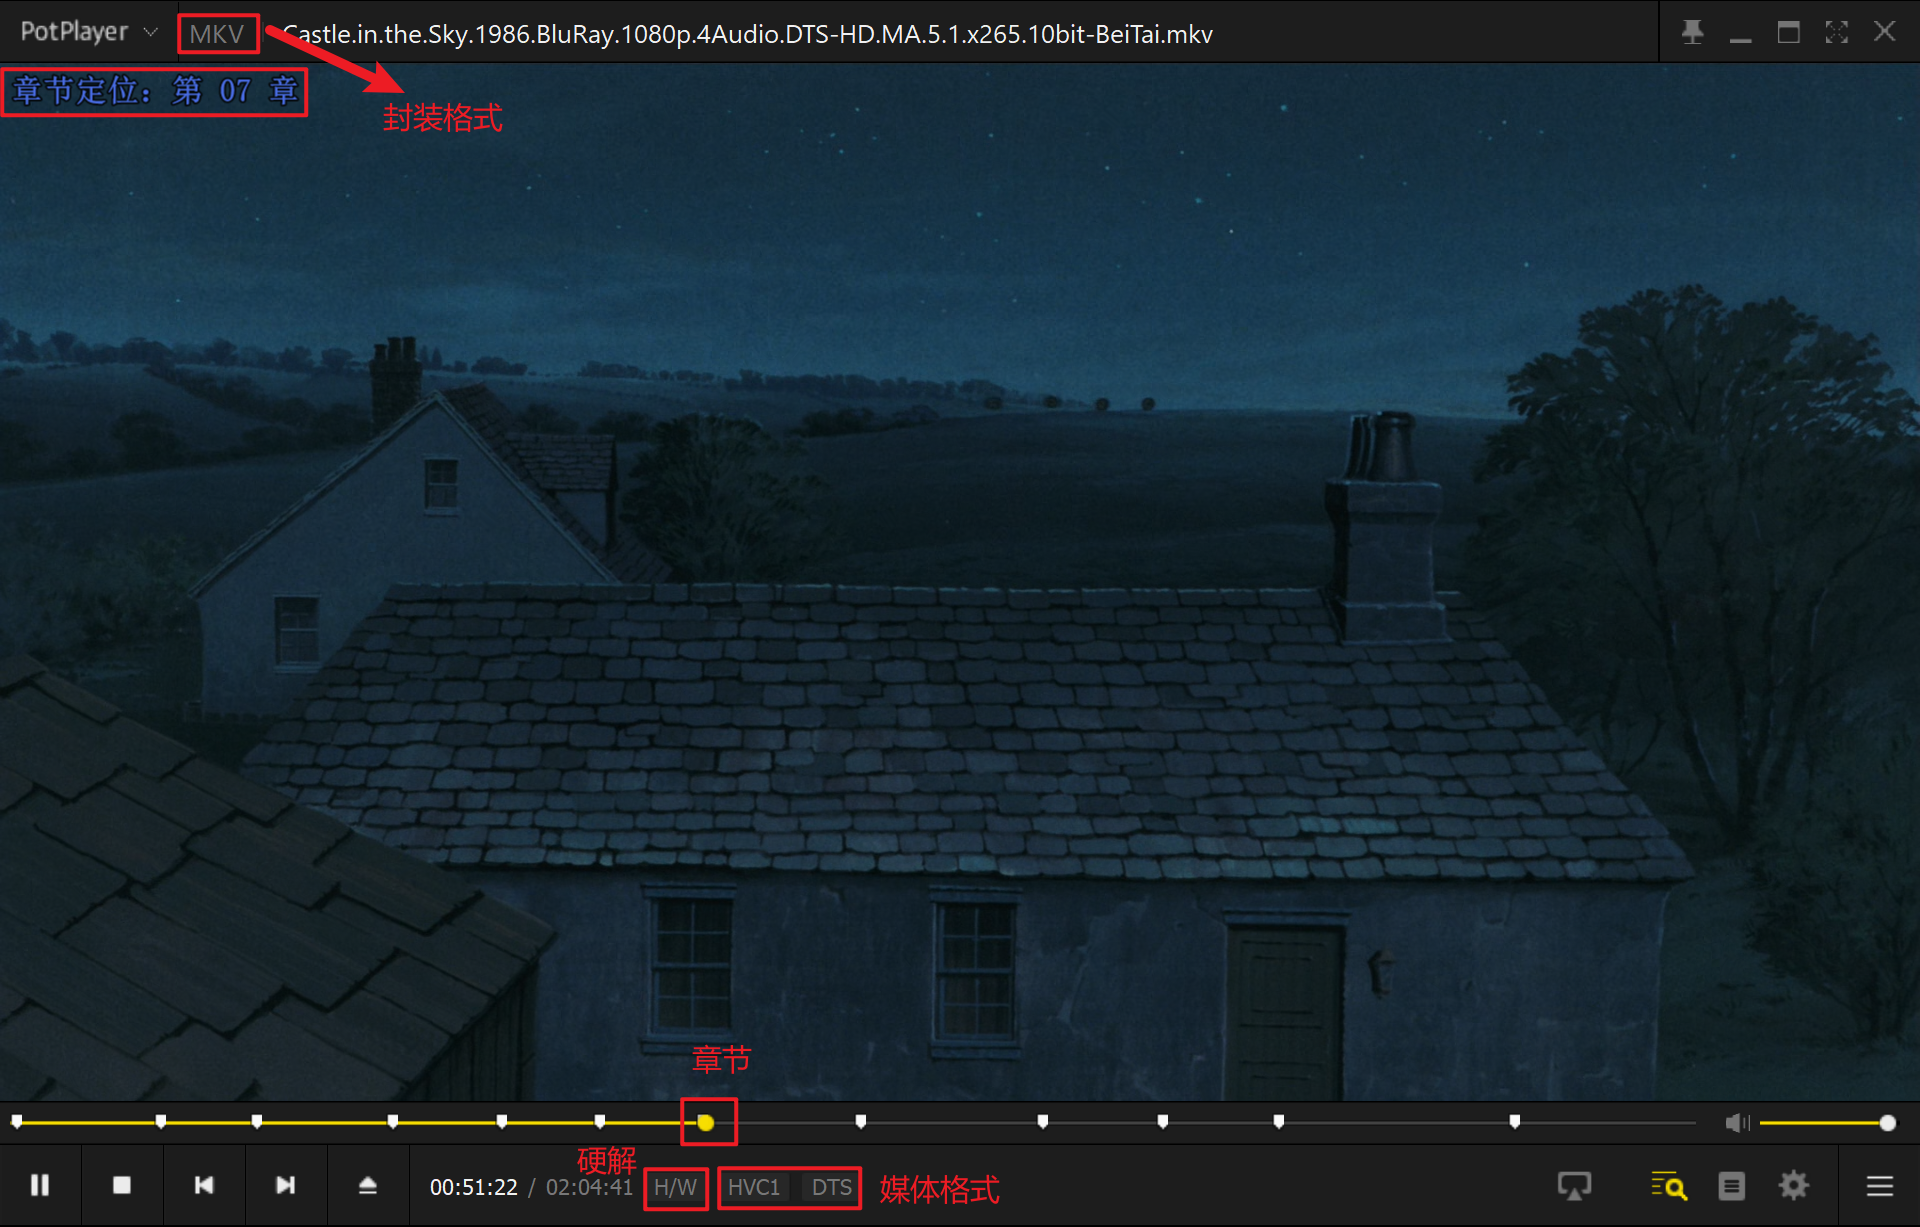 PotPlayer MKV Castle.in.the.Sky.1986.BluRay.1080p.4Audio.DTS-HD.MA.5.1.x265.10bit-BeiTai.mkv
章节定位: 第 07 章
封装格式
章节
硬解
00:51:22 / 02:04:41 H/W HVC1 DTS 媒体格式